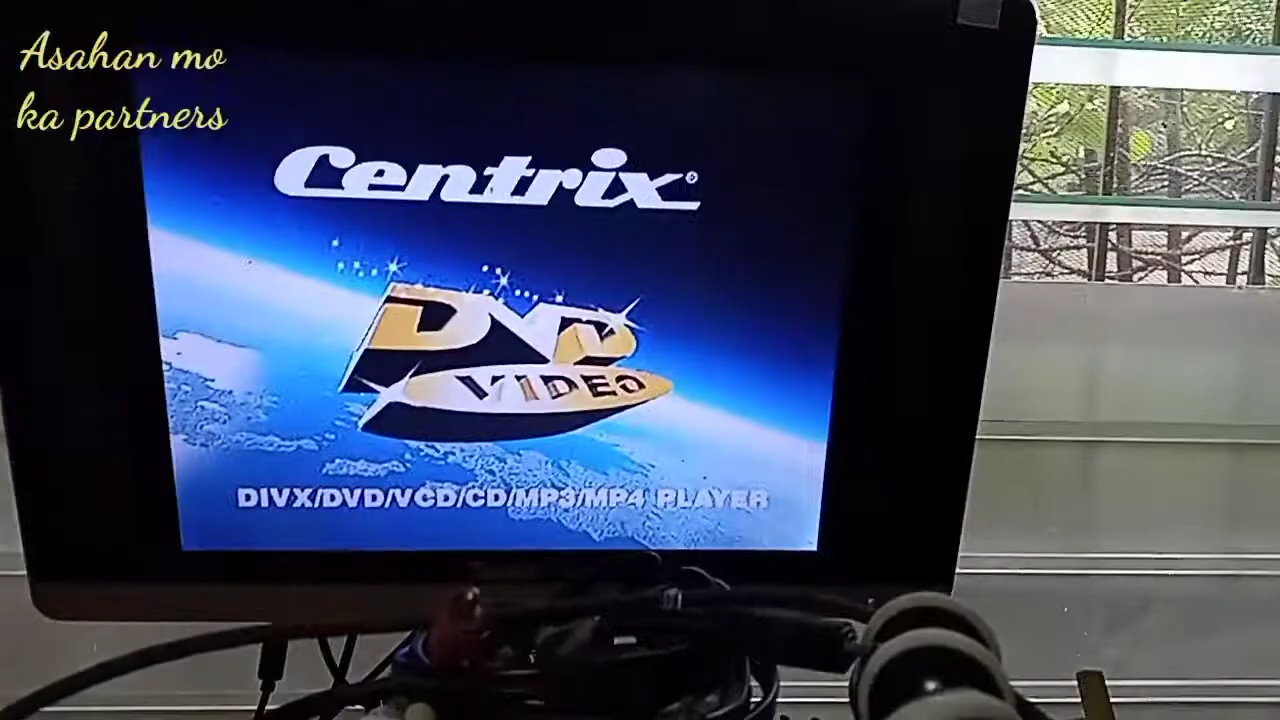 Asahan mo
ka partners
Centrix®
DVD
VIDEO
DIVX/DVD/VCD/CD/MP3/MP4 PLAYER